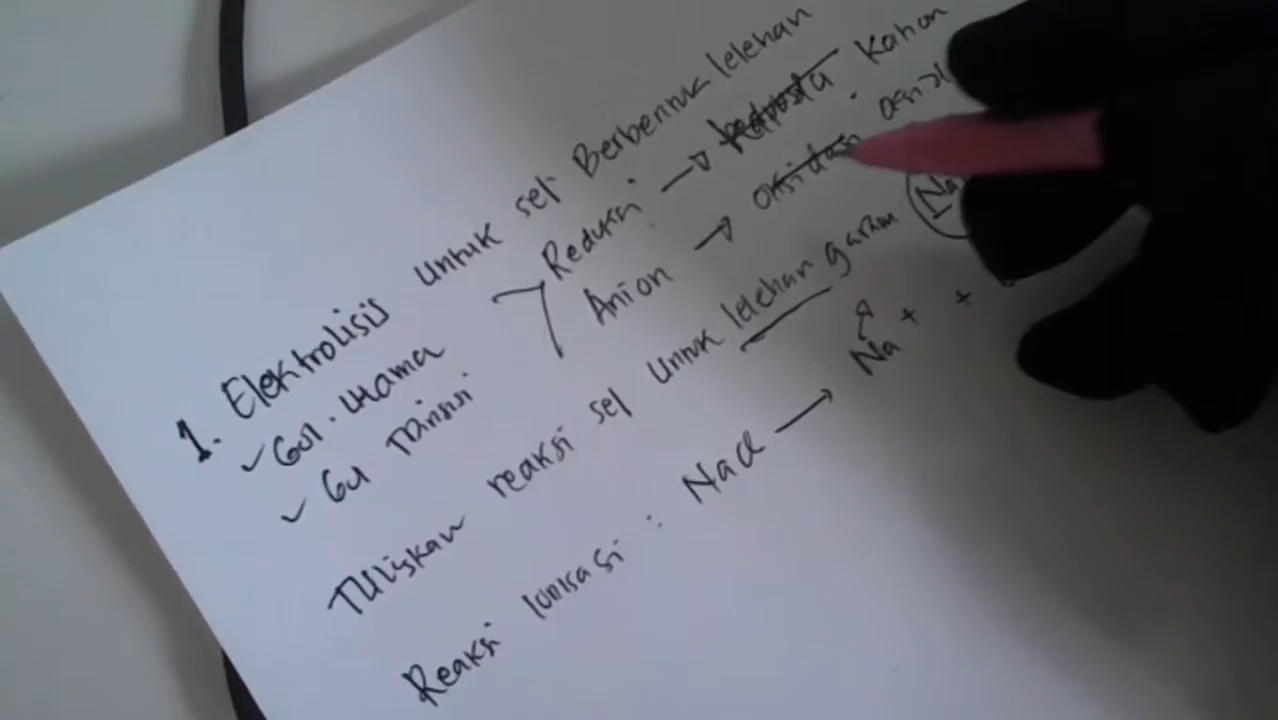 1. Elektrolisis untuk sel Berbentuk lelehan
✓ Gol. Utama
✓ Gol
Reduksi → Kation
Anion → oksidasi
Tuliskan reaksi sel untuk lelehan garam Na
Reaksi Ionisasi : NaCl → Na+ +